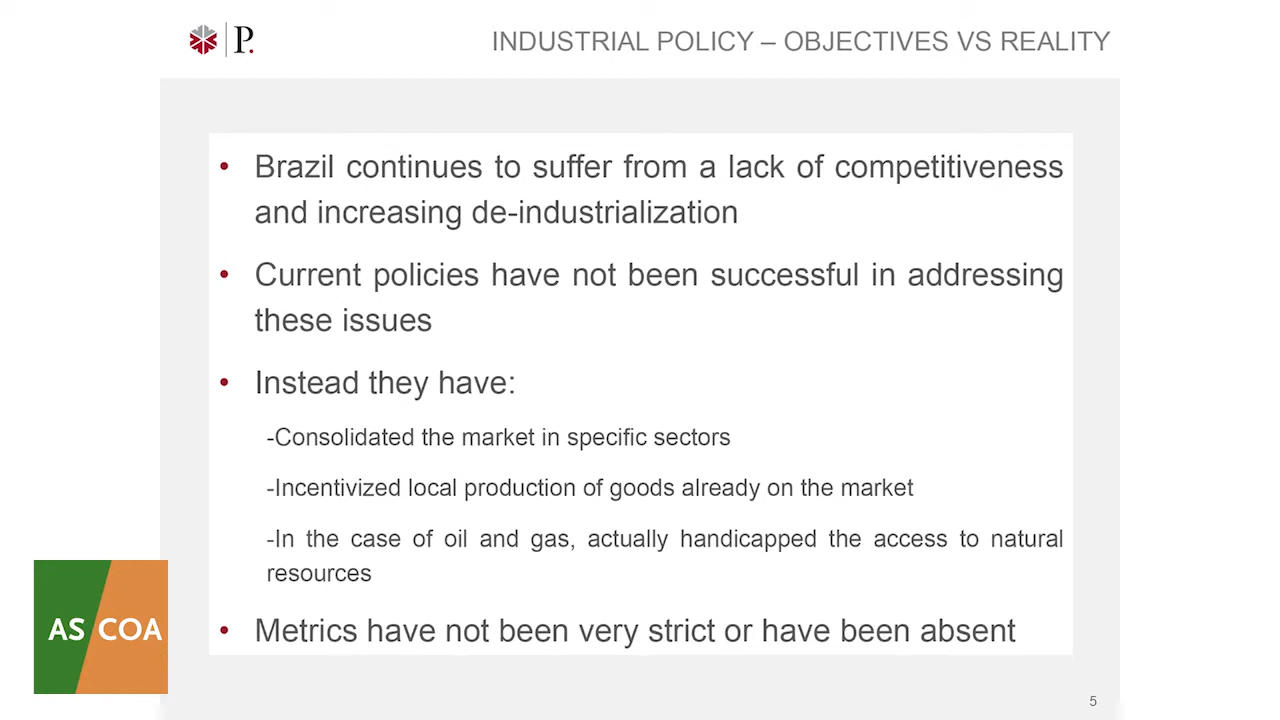 P.
INDUSTRIAL POLICY – OBJECTIVES VS REALITY
• Brazil continues to suffer from a lack of competitiveness
and increasing de-industrialization
• Current policies have not been successful in addressing
these issues
• Instead they have:
-Consolidated the market in specific sectors
-Incentivized local production of goods already on the market
-In the case of oil and gas, actually handicapped the access to natural
resources
• Metrics have not been very strict or have been absent
AS COA
5